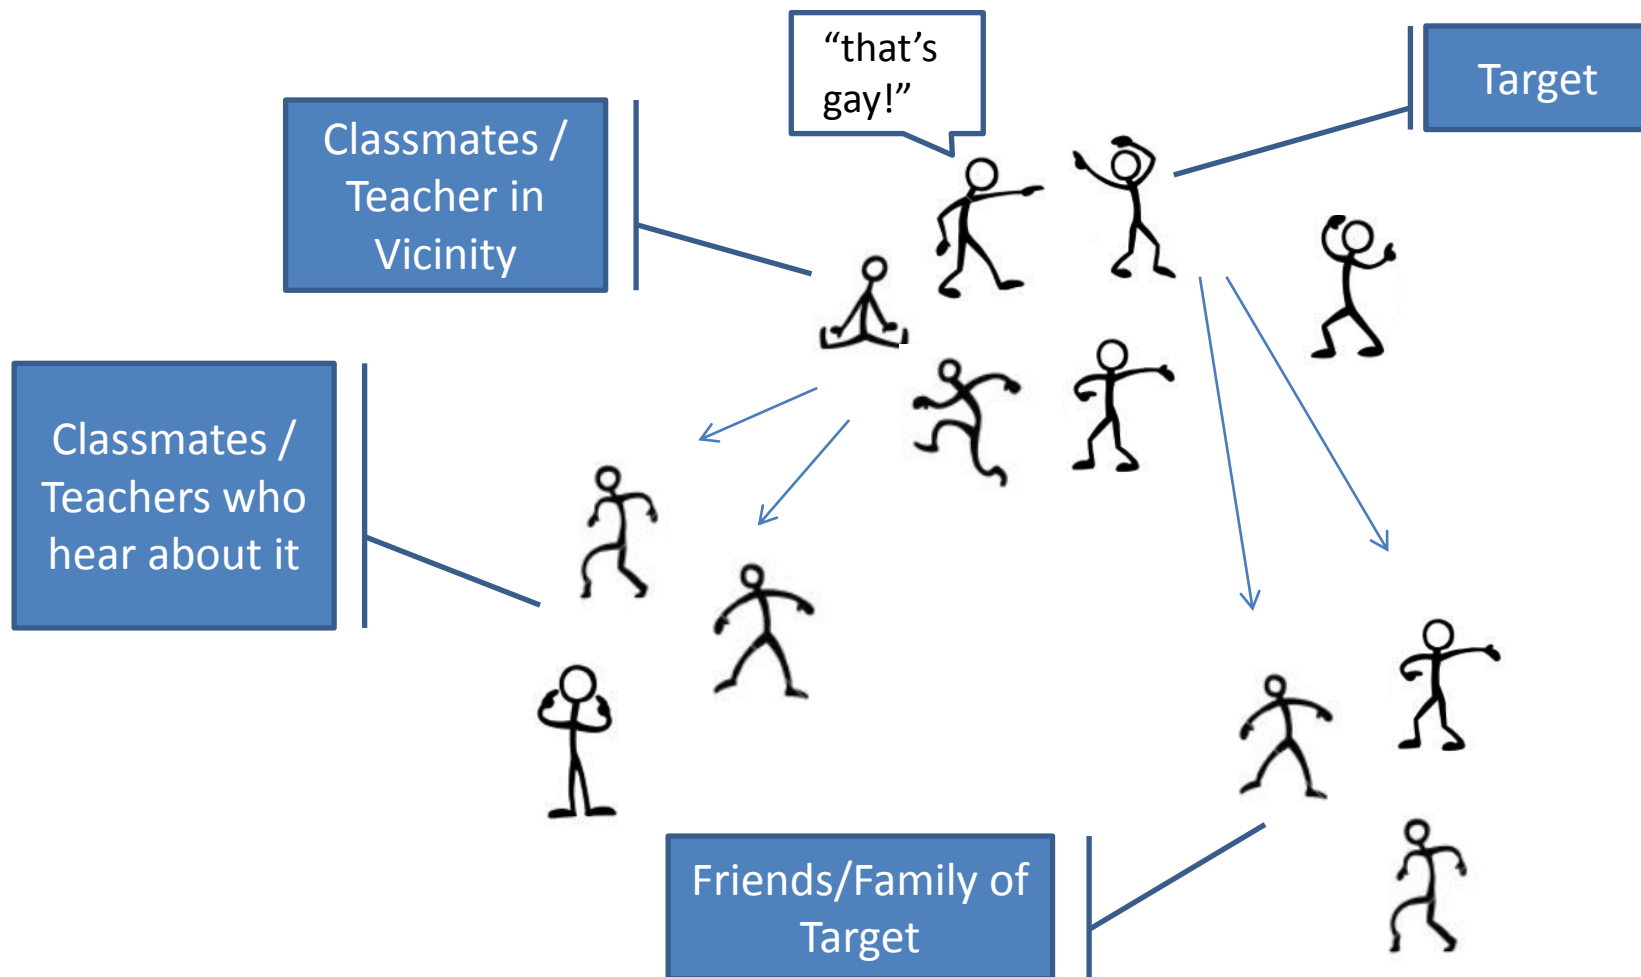 “that’s
gay!”
Target
Classmates /
Teacher in
Vicinity
Classmates /
Teachers who
hear about it
Friends/Family of
Target